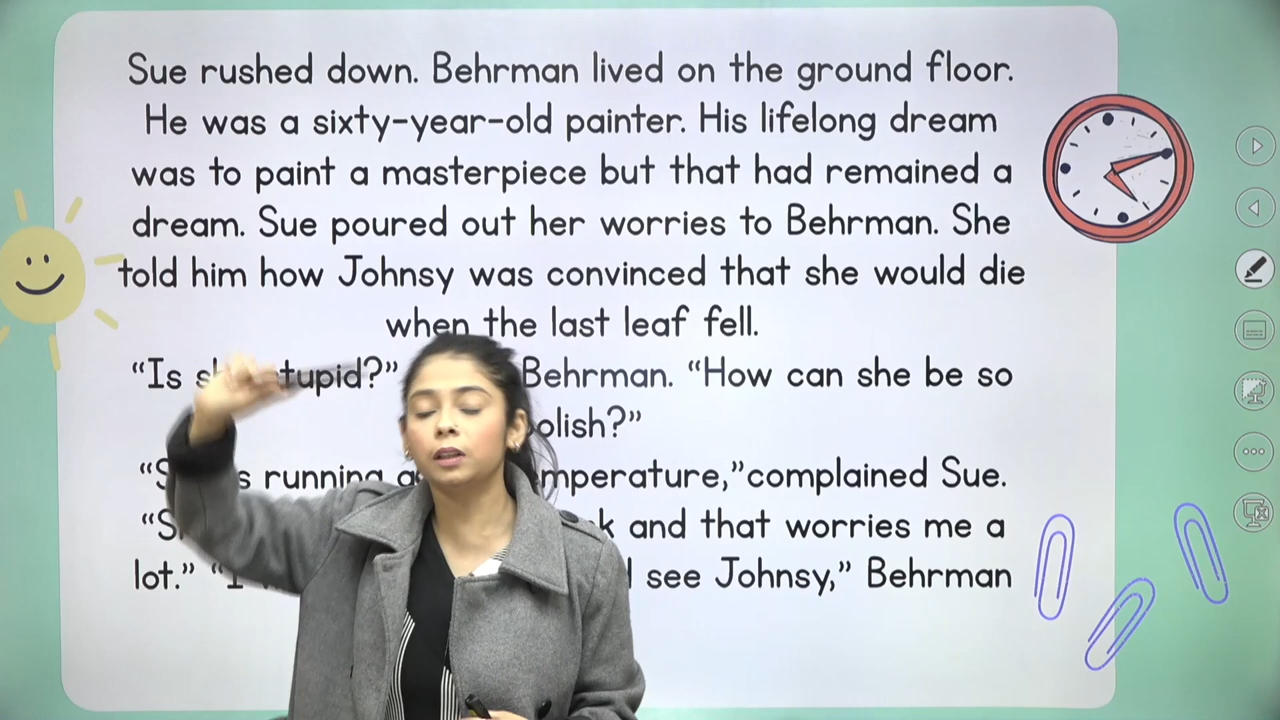 Sue rushed down. Behrman lived on the ground floor.
He was a sixty-year-old painter. His lifelong dream
was to paint a masterpiece but that had remained a
dream. Sue poured out her worries to Behrman. She
told him how Johnsy was convinced that she would die
when the last leaf fell.
“Is stupid?” Behrman. “How can she be so
running temperature,”complained Sue.
and that worries me a
lot.” see Johnsy,” Behrman